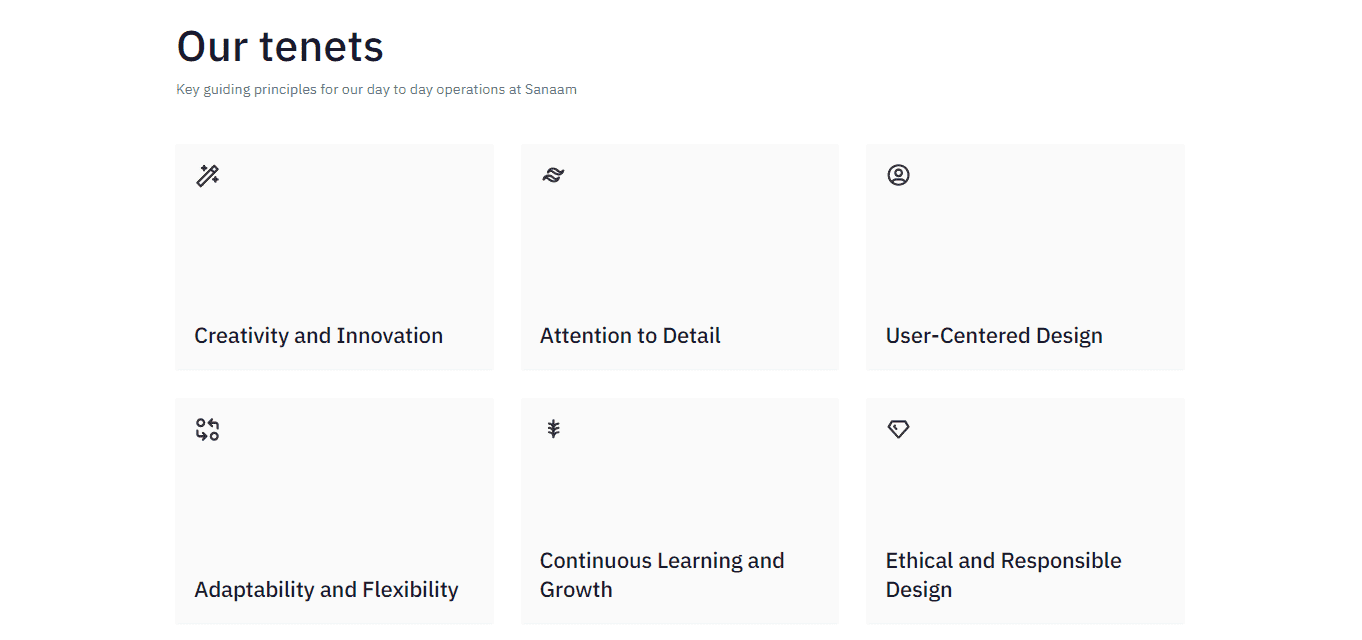 Our tenets
Key guiding principles for our day to day operations at Sanaam
Creativity and Innovation
Attention to Detail
User-Centered Design
Adaptability and Flexibility
Continuous Learning and
Growth
Ethical and Responsible
Design